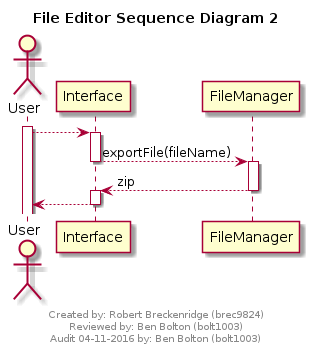 File Editor Sequence Diagram 2
User
Interface
FileManager
exportFile(fileName)
zip
User
Interface
FileManager
Created by: Robert Breckenridge (brec9824)
Reviewed by: Ben Bolton (bolt1003)
Audit 04-11-2016 by: Ben Bolton (bolt1003)